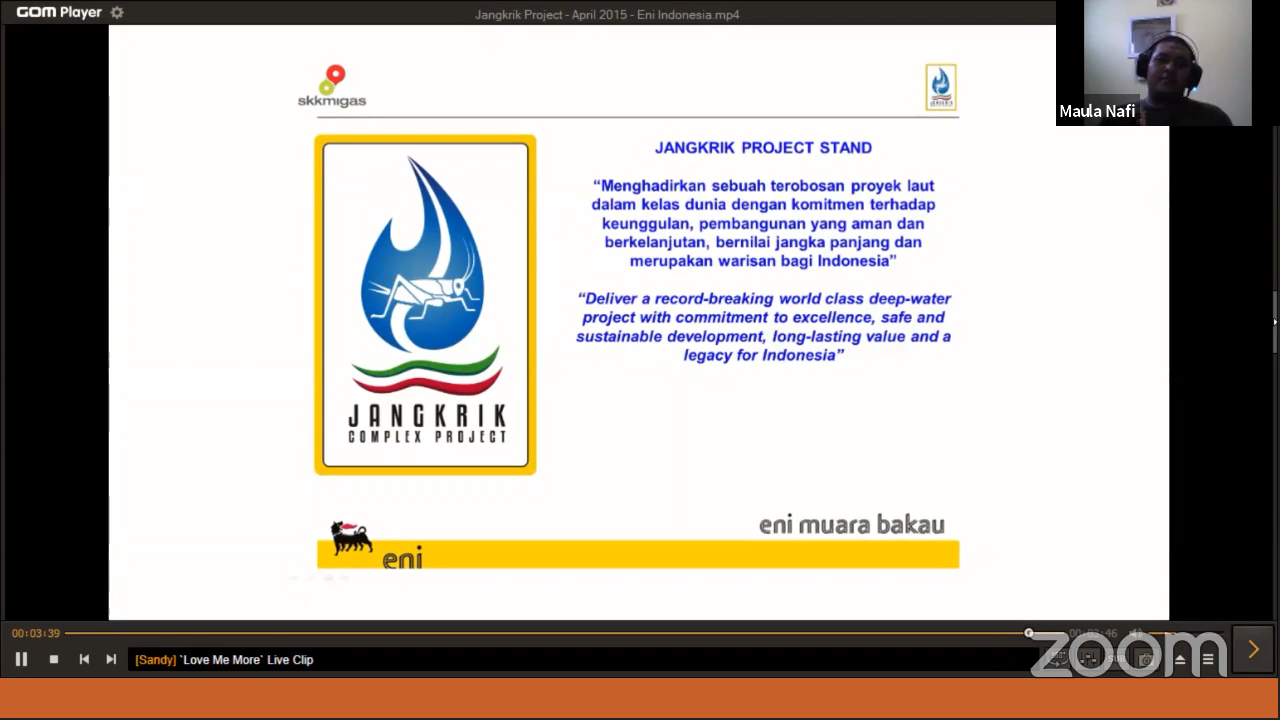 GOM Player
Jangkrik Project - April 2015 - Eni Indonesia.mp4
Maula Nafi
skkmigas
JANGKRIK PROJECT STAND
“Menghadirkan sebuah terobosan proyek laut
dalam kelas dunia dengan komitmen terhadap
keunggulan, pembangunan yang aman dan
berkelanjutan, bernilai jangka panjang dan
merupakan warisan bagi Indonesia”
“Deliver a record-breaking world class deep-water
project with commitment to excellence, safe and
sustainable development, long-lasting value and a
legacy for Indonesia”
JANGKRIK
COMPLEX PROJECT
eni muara bakau
eni
00:03:39
00:03:46
[Sandy] `Love Me More` Live Clip
SUB
zoom